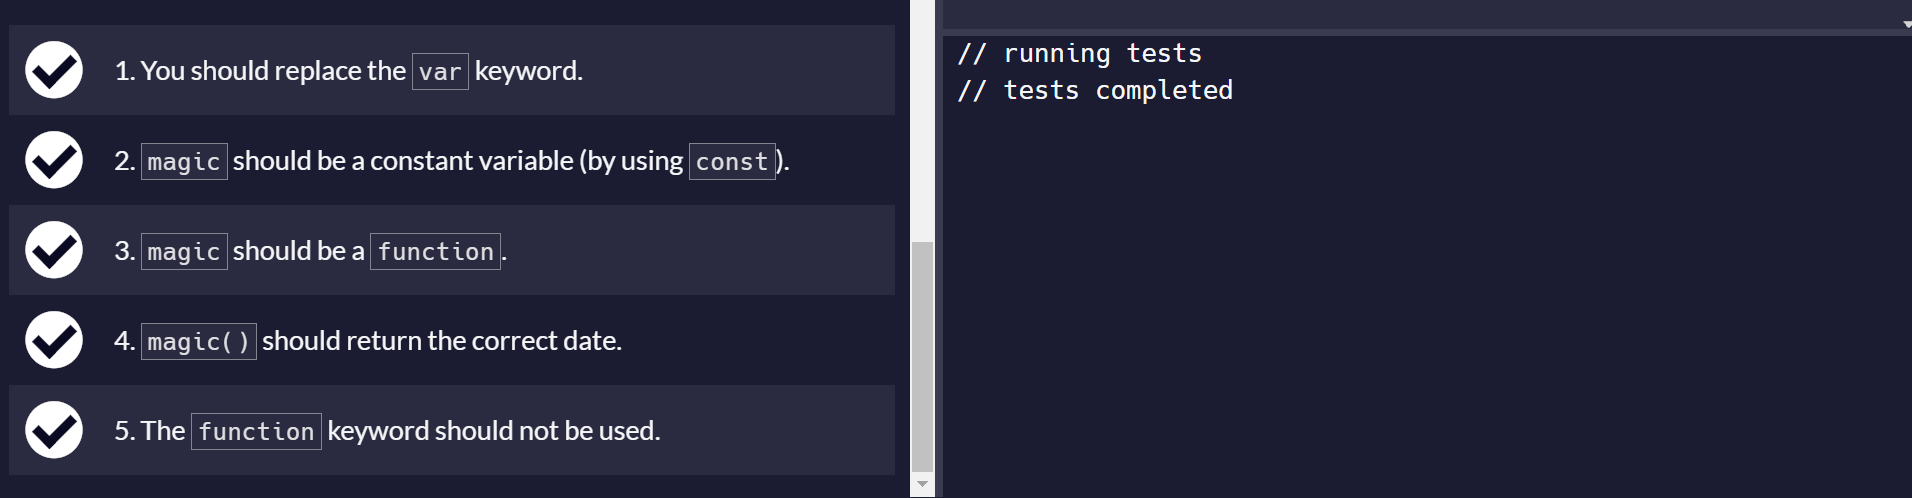 1. You should replace the var keyword.
2. magic should be a constant variable (by using const).
3. magic should be a function.
4. magic() should return the correct date.
5. The function keyword should not be used.
// running tests
// tests completed